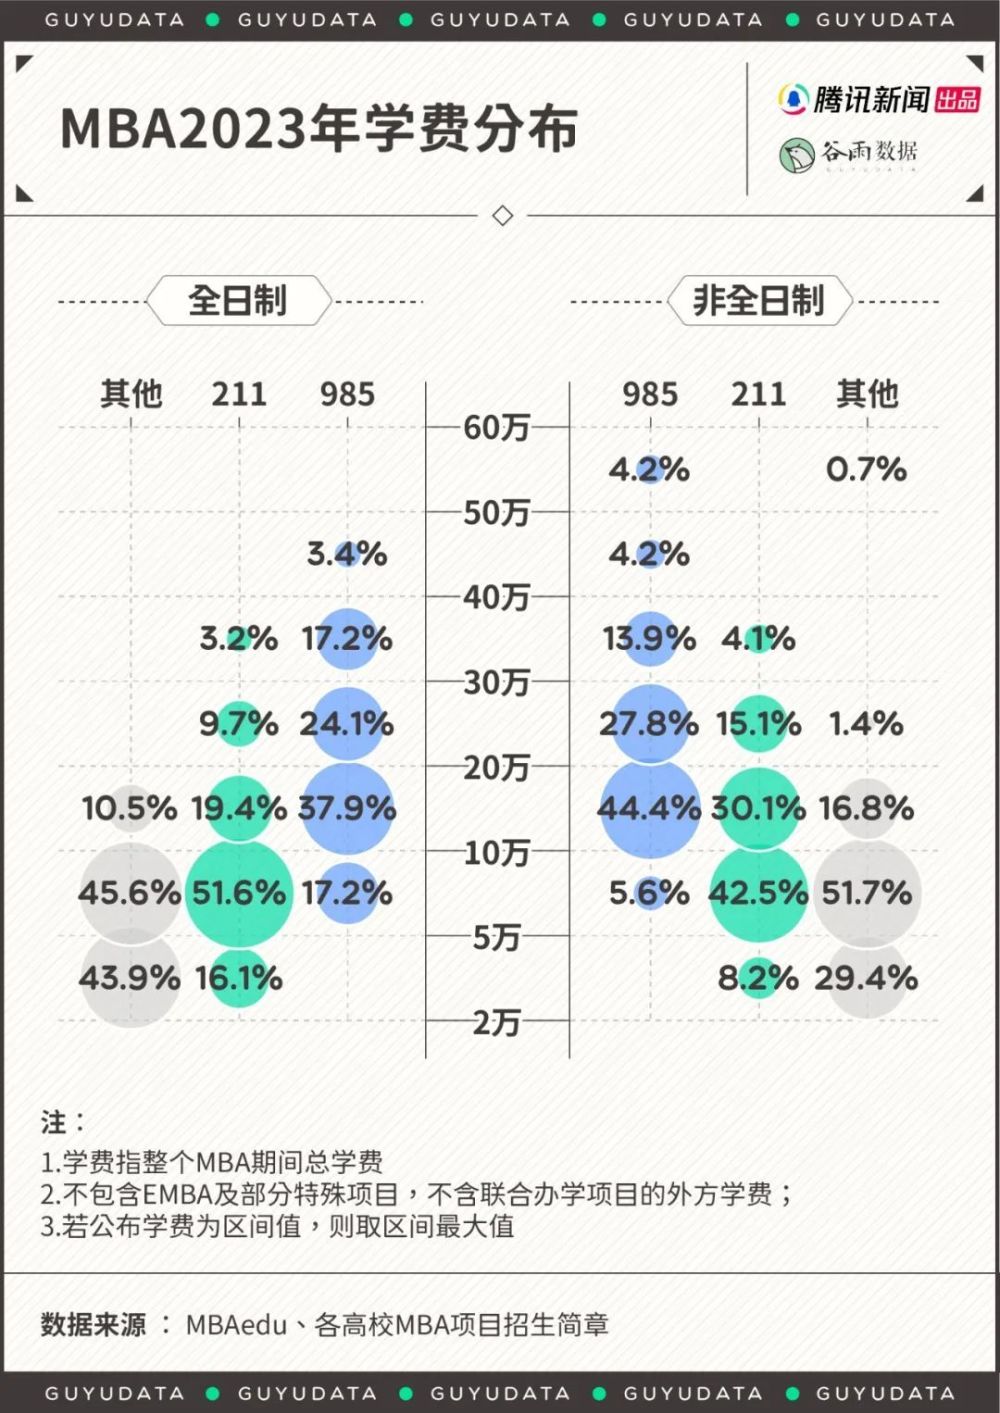 GUYUDATA GUYUDATA GUYUDATA GUYUDATA GUYUDATA
MBA2023年学费分布
腾讯新闻 出品
谷雨数据
GUYUDATA
全日制 非全日制
其他 211 985 985 211 其他
60万
4.2% 0.7%
50万
3.4% 4.2%
40万
3.2% 17.2% 13.9% 4.1%
30万
9.7% 24.1% 27.8% 15.1% 1.4%
20万
10.5% 19.4% 37.9% 44.4% 30.1% 16.8%
10万
45.6% 51.6% 17.2% 5.6% 42.5% 51.7%
5万
43.9% 16.1% 8.2% 29.4%
2万
注：
1.学费指整个MBA期间总学费
2.不包含EMBA及部分特殊项目，不含联合办学项目的外方学费；
3.若公布学费为区间值，则取区间最大值
数据来源 ： MBAedu、各高校MBA项目招生简章
GUYUDATA GUYUDATA GUYUDATA GUYUDATA GUYUDATA